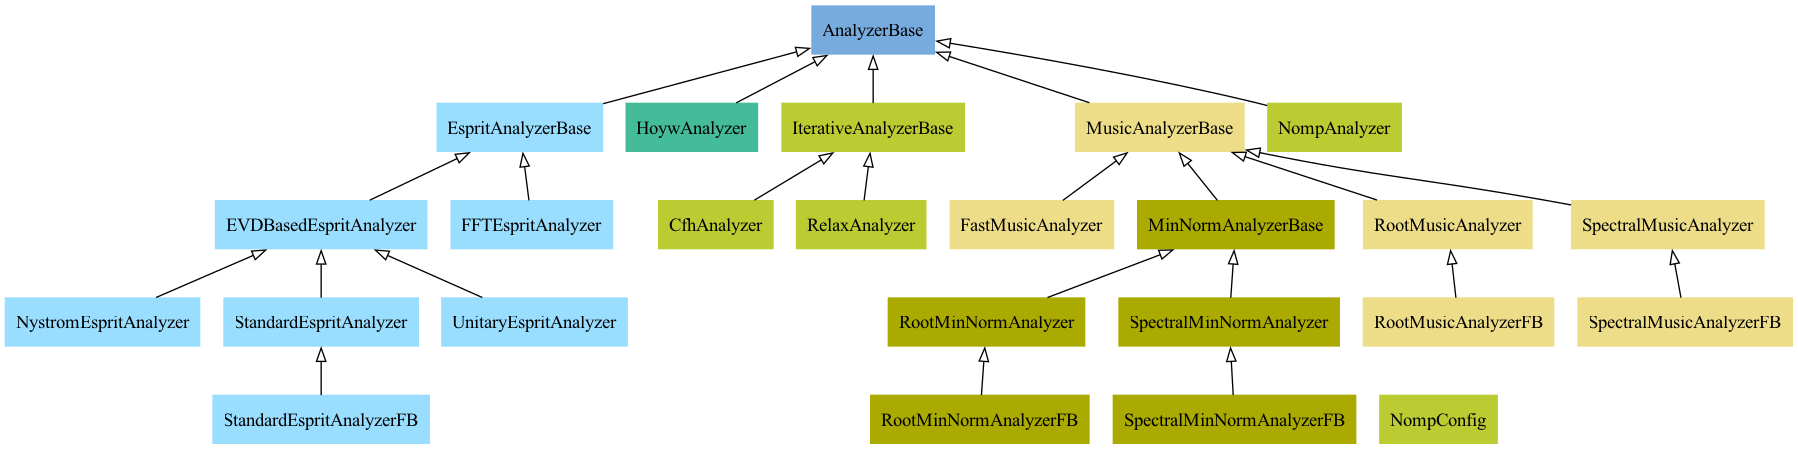 AnalyzerBase
EspritAnalyzerBase
HoywAnalyzer
IterativeAnalyzerBase
MusicAnalyzerBase
NompAnalyzer
EVDBasedEspritAnalyzer
FFTEspritAnalyzer
CfhAnalyzer
RelaxAnalyzer
FastMusicAnalyzer
MinNormAnalyzerBase
RootMusicAnalyzer
SpectralMusicAnalyzer
NystromEspritAnalyzer
StandardEspritAnalyzer
UnitaryEspritAnalyzer
RootMinNormAnalyzer
SpectralMinNormAnalyzer
RootMusicAnalyzerFB
SpectralMusicAnalyzerFB
StandardEspritAnalyzerFB
RootMinNormAnalyzerFB
SpectralMinNormAnalyzerFB
NompConfig